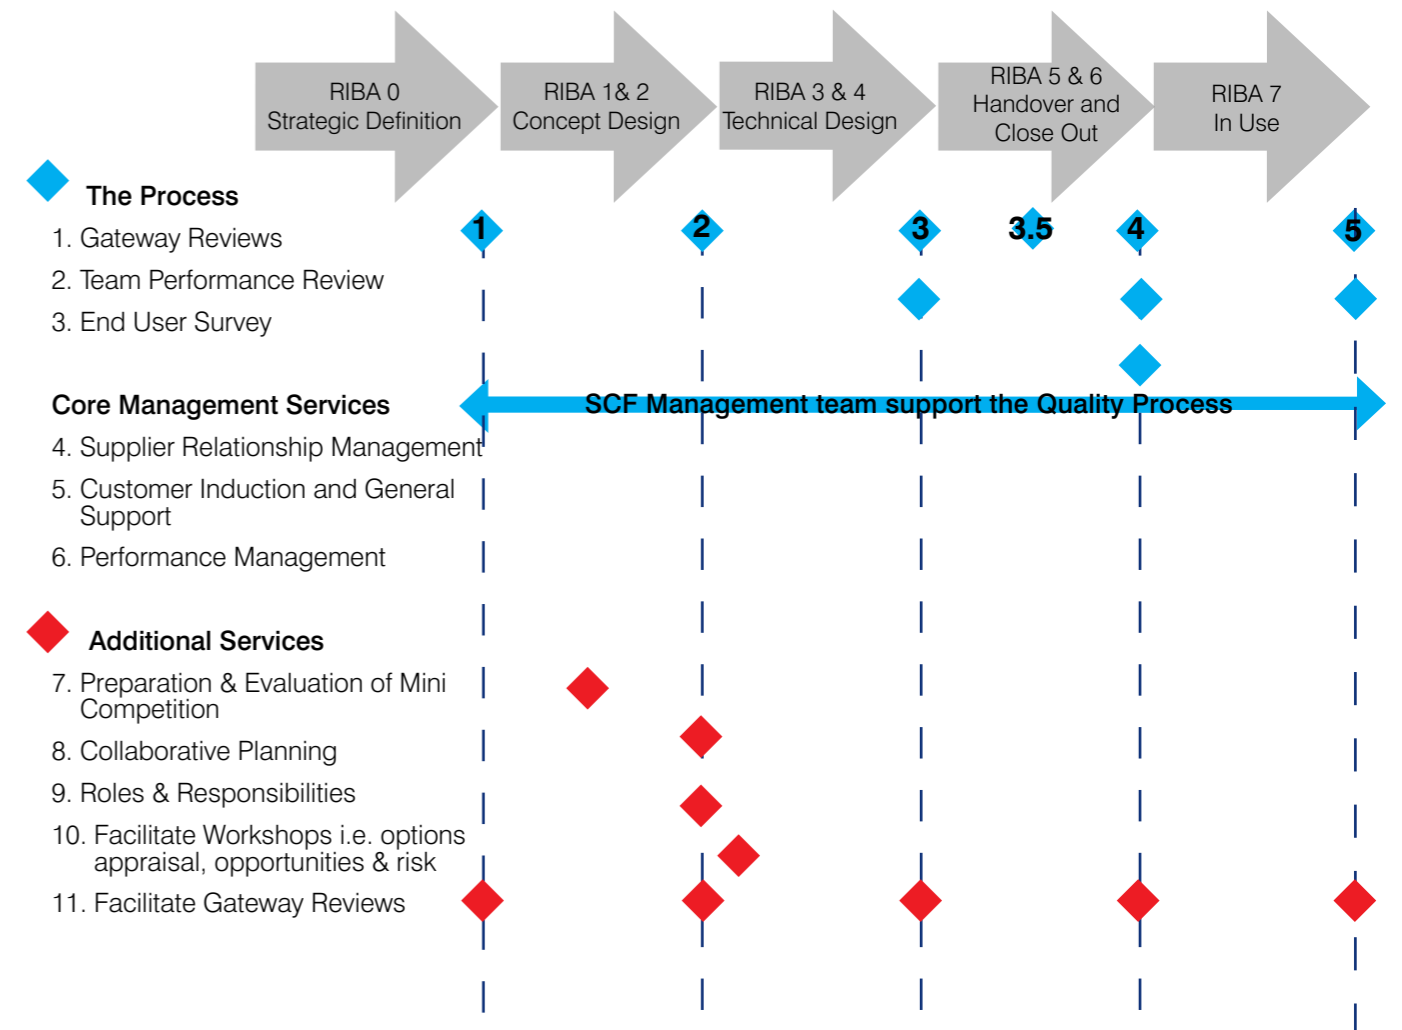 RIBA 0
Strategic Definition
RIBA 1& 2
Concept Design
RIBA 3 & 4
Technical Design
RIBA 5 & 6
Handover and
Close Out
RIBA 7
In Use
The Process
1 2 3 3.5 4 5
1. Gateway Reviews
2. Team Performance Review
3. End User Survey
Core Management Services
SCF Management team support the Quality Process
4. Supplier Relationship Management
5. Customer Induction and General
Support
6. Performance Management
Additional Services
7. Preparation & Evaluation of Mini
Competition
8. Collaborative Planning
9. Roles & Responsibilities
10. Facilitate Workshops i.e. options
appraisal, opportunities & risk
11. Facilitate Gateway Reviews